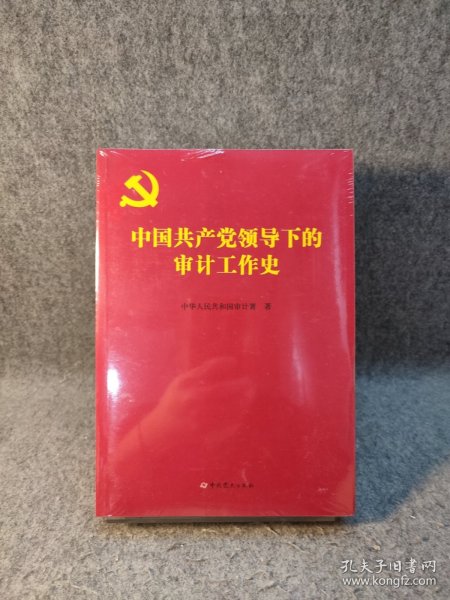 中国共产党领导下的
审计工作史
中华人民共和国审计署 著
中共党史出版社
孔夫子旧书网
www.kongfz.com